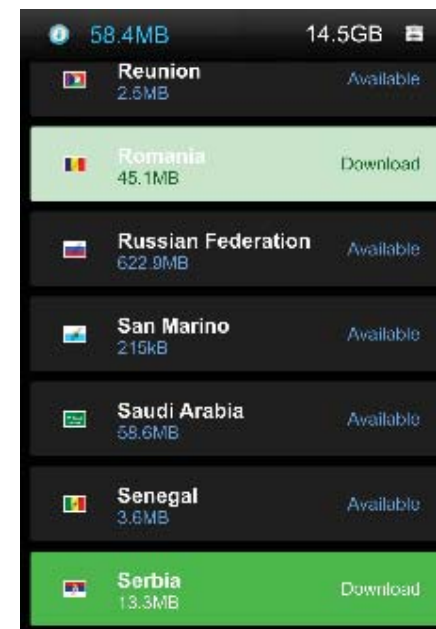 58.4MB 14.5GB
Reunion Available
2.5MB
Romania Download
45.1MB
Russian Federation Available
622.9MB
San Marino Available
215kB
Saudi Arabia Available
58.6MB
Senegal Available
3.6MB
Serbia Download
13.3MB